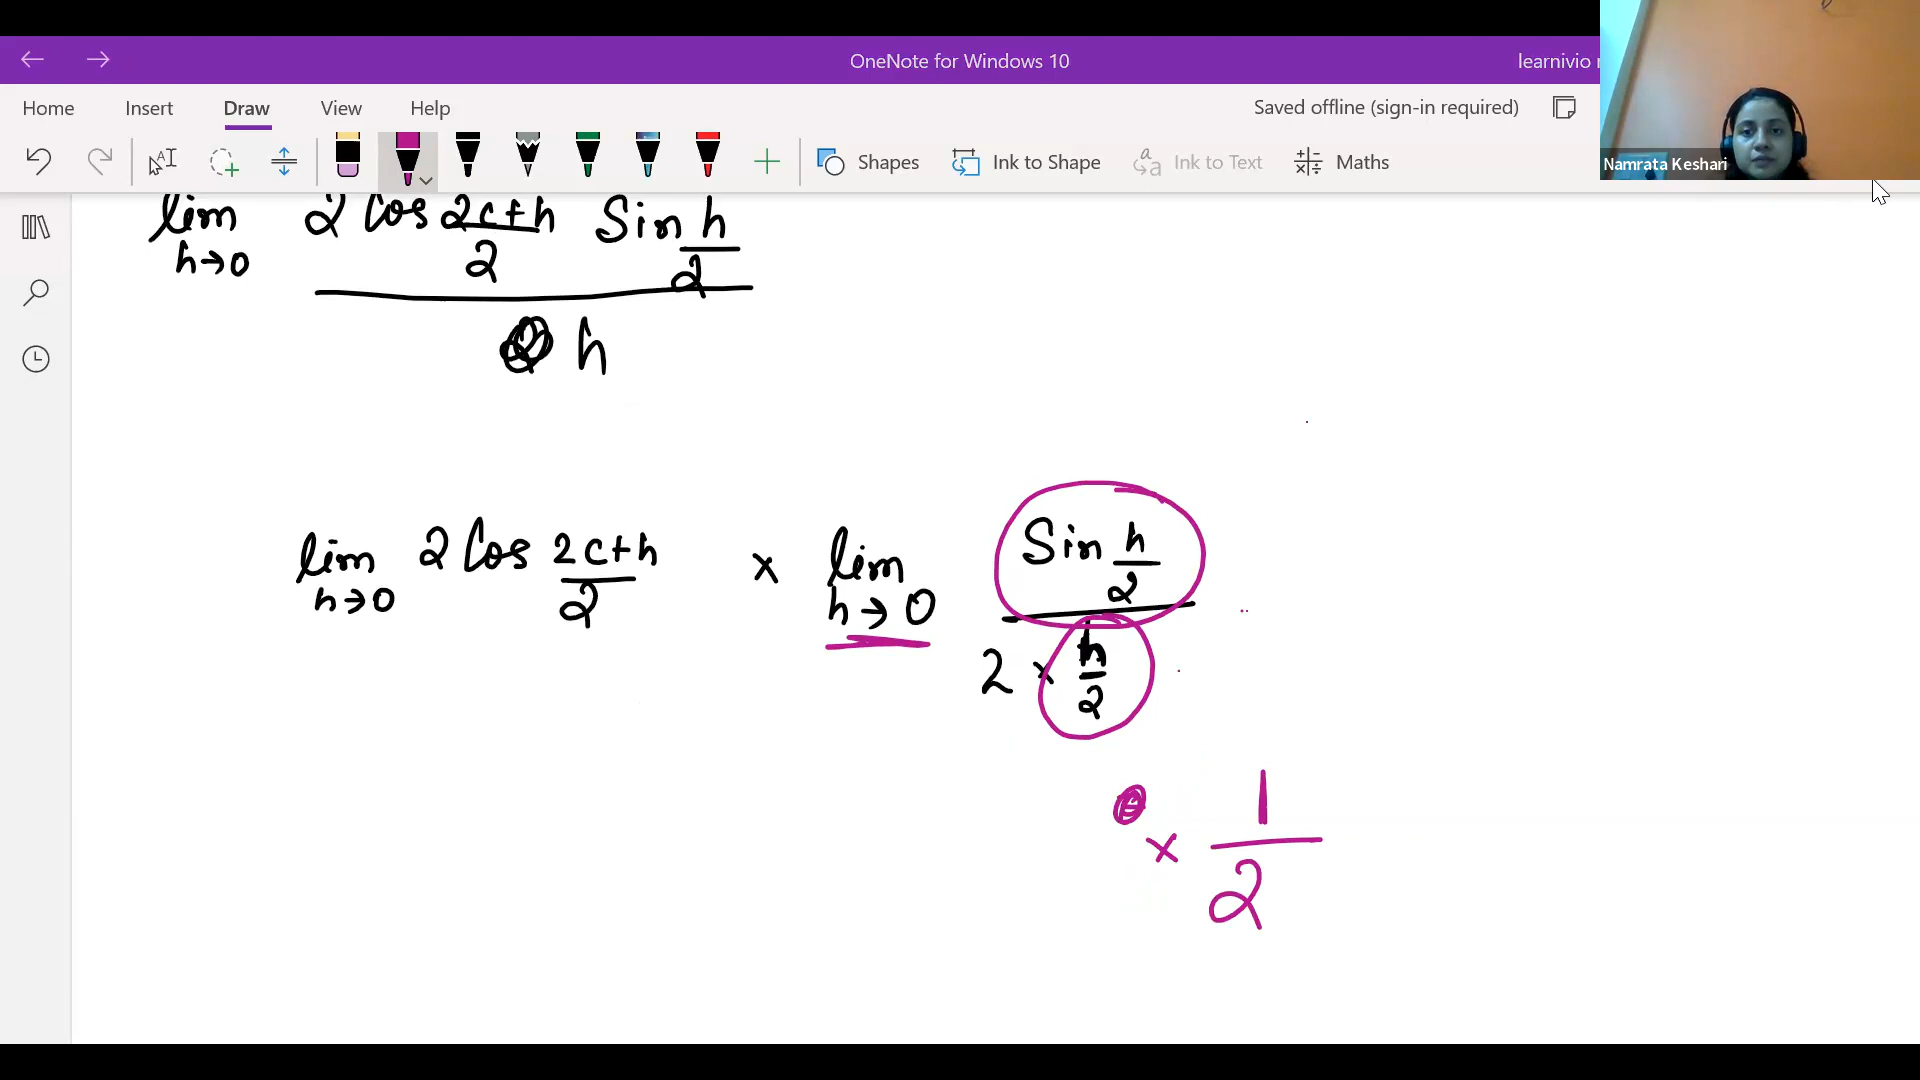 OneNote for Windows 10
learnivio
Home Insert Draw View Help
Saved offline (sign-in required)
Shapes Ink to Shape Ink to Text Maths
Namrata Keshari
lim h→0 2 Cos 2c+h/2 Sin h/2
h
lim h→0 2 Cos 2c+h/2 × lim h→0 Sin h/2
2 × h/2
× 1/2